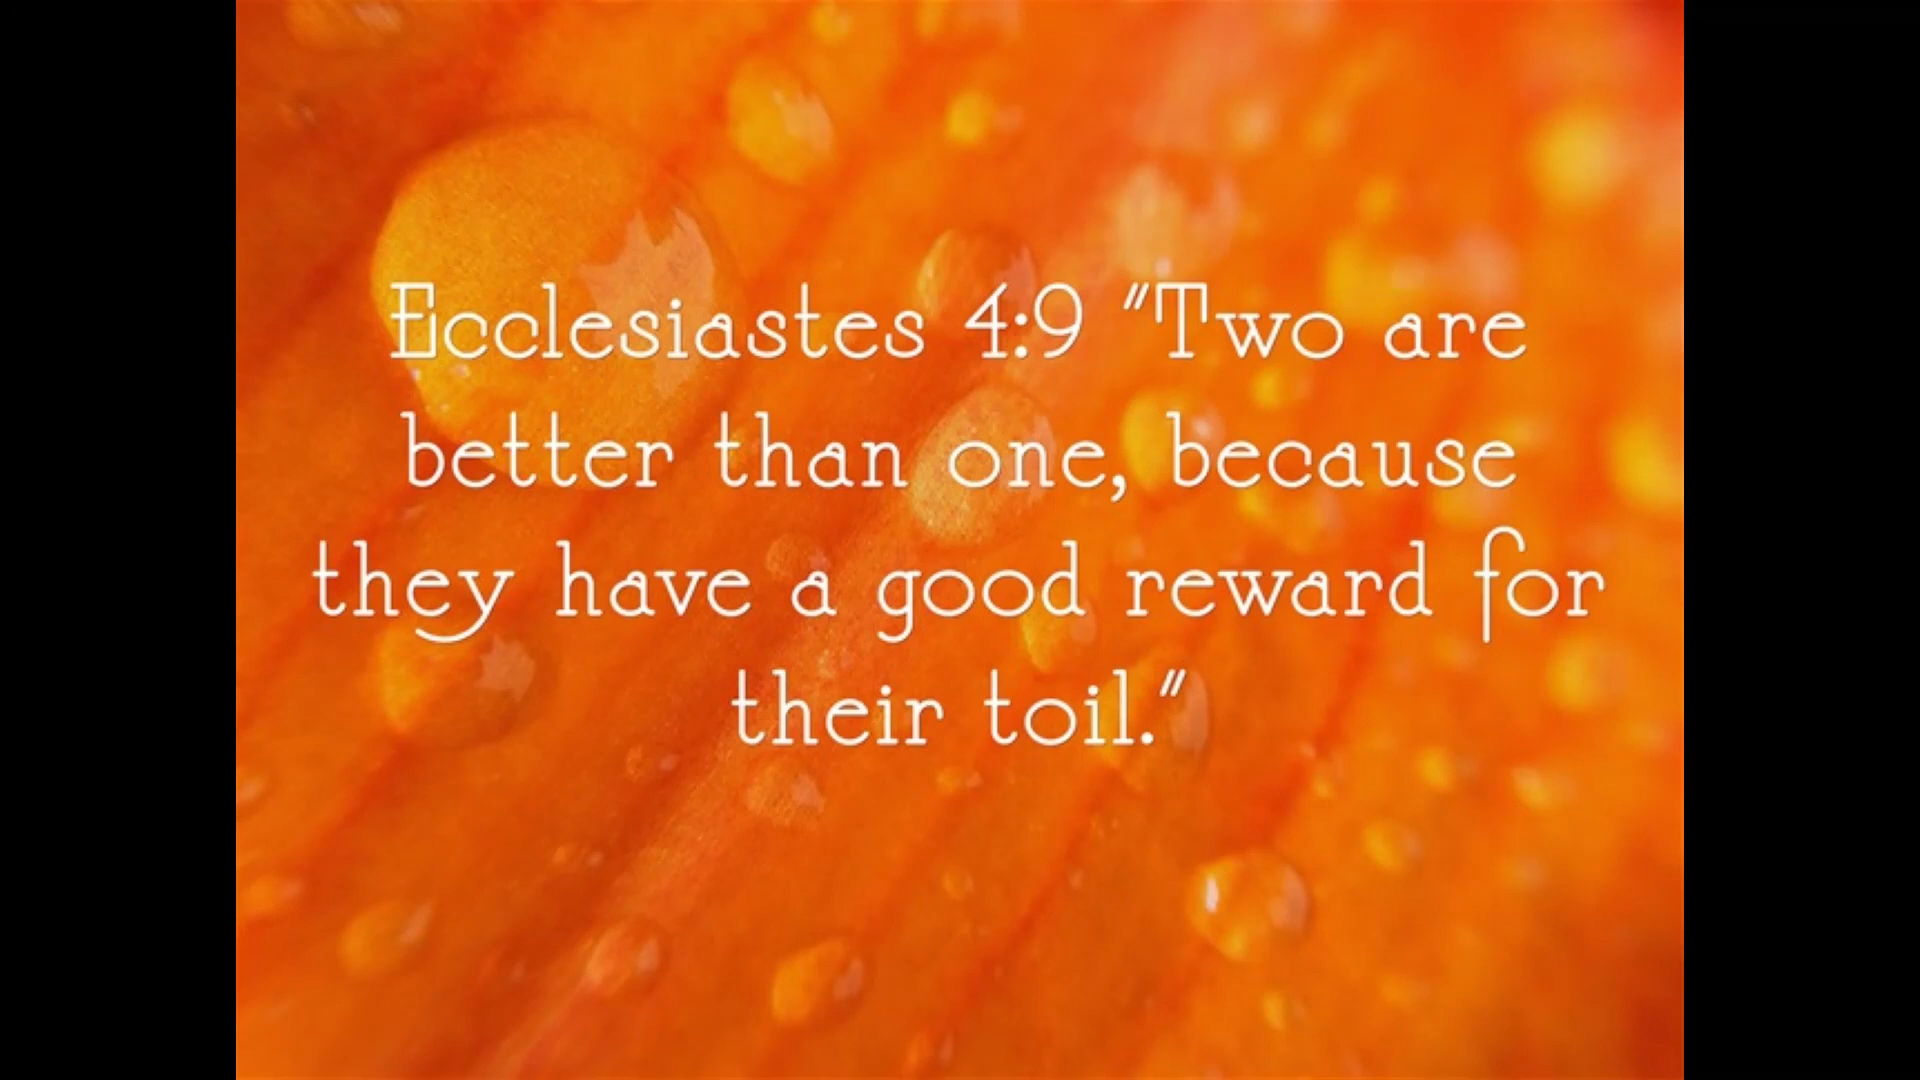 Ecclesiastes 4:9 "Two are
better than one, because
they have a good reward for
their toil."